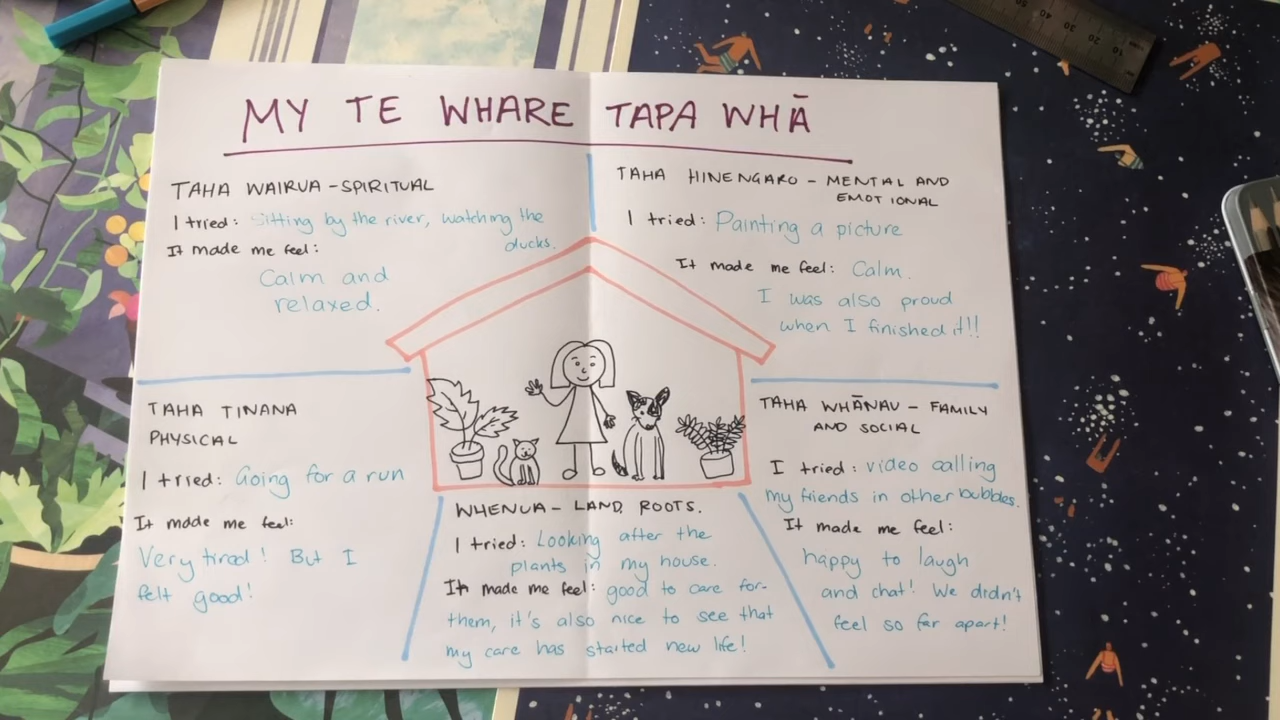 MY TE WHARE TAPA WHĀ
TAHA WAIRUA - SPIRITUAL
I tried: Sitting by the river, watching the
ducks.
It made me feel:
Calm and
relaxed.
TAHA HINENGARO - MENTAL AND
EMOTIONAL
I tried: Painting a picture
It made me feel: Calm.
I was also proud
when I finished it!!
TAHA TINANA
PHYSICAL
I tried: Going for a run
It made me feel:
Very tired! But I
felt good!
WHENUA - LAND, ROOTS.
I tried: Looking after the
plants in my house.
It made me feel: good to care for
them, it's also nice to see that
my care has started new life!
TAHA WHĀNAU - FAMILY
AND SOCIAL
I tried: video calling
my friends in other bubbles.
It made me feel:
happy to laugh
and chat! We didn't
feel so far apart!